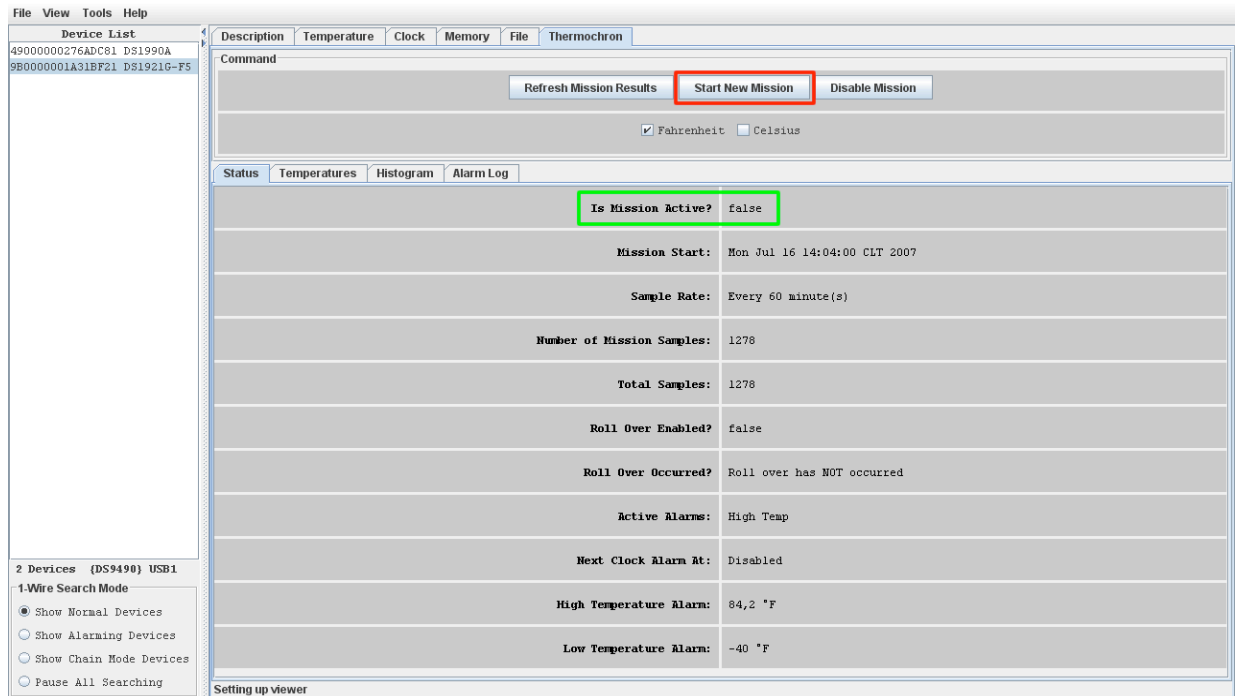 File View Tools Help
Device List
49000000276ADC81 DS1990A
9B0000001A31BF21 DS1921G-F5
2 Devices {DS9490} USB1
1-Wire Search Mode
Show Normal Devices
Show Alarming Devices
Show Chain Mode Devices
Pause All Searching
Description Temperature Clock Memory File Thermochron
Command
Refresh Mission Results Start New Mission Disable Mission
Fahrenheit Celsius
Status Temperatures Histogram Alarm Log
Is Mission Active? false
Mission Start: Mon Jul 16 14:04:00 CLT 2007
Sample Rate: Every 60 minute(s)
Number of Mission Samples: 1278
Total Samples: 1278
Roll Over Enabled? false
Roll Over Occurred? Roll over has NOT occurred
Active Alarms: High Temp
Next Clock Alarm At: Disabled
High Temperature Alarm: 84,2 °F
Low Temperature Alarm: -40 °F
Setting up viewer